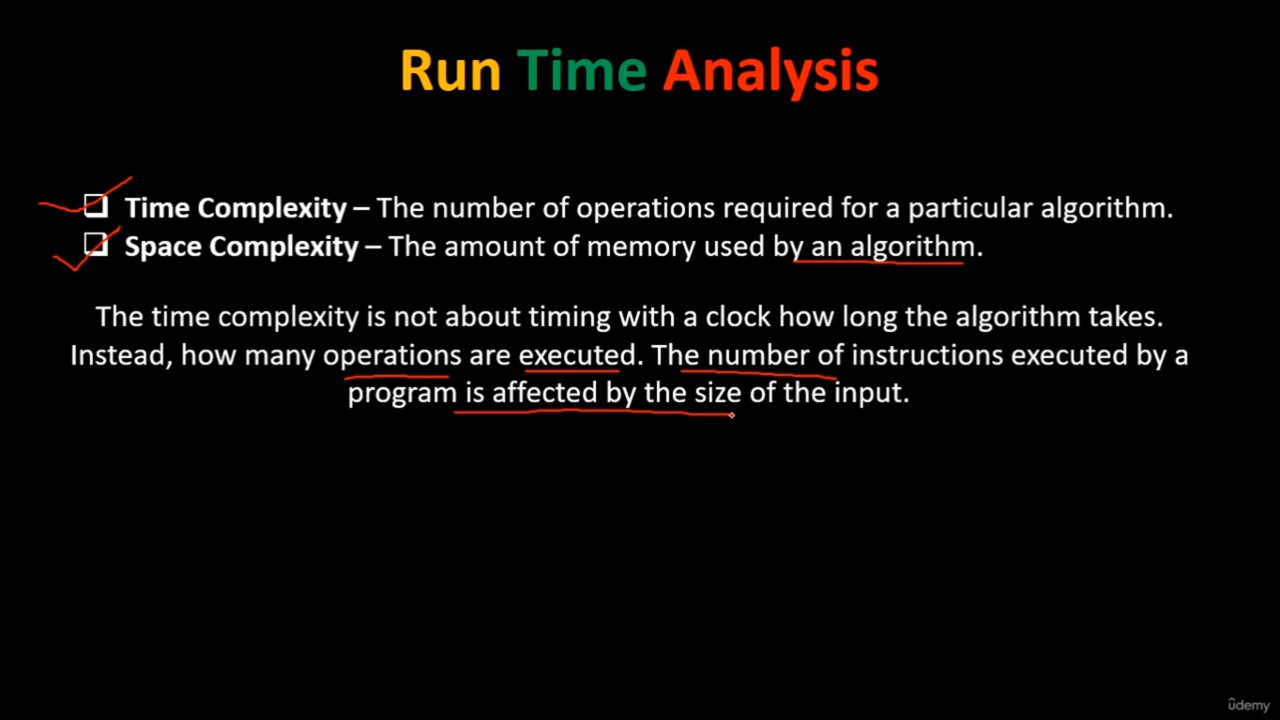 Run Time Analysis
Time Complexity – The number of operations required for a particular algorithm.
Space Complexity – The amount of memory used by an algorithm.
The time complexity is not about timing with a clock how long the algorithm takes.
Instead, how many operations are executed. The number of instructions executed by a
program is affected by the size of the input.
ûdemy